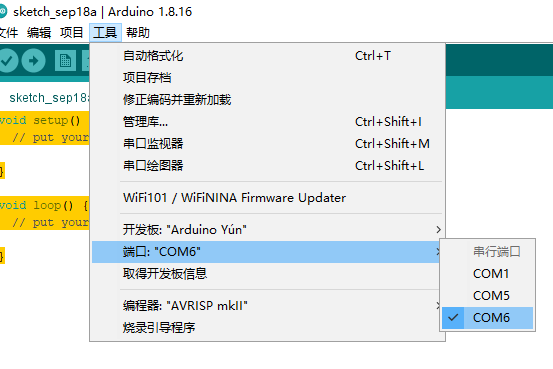 sketch_sep18a | Arduino 1.8.16
文件 编辑 项目 工具 帮助
sketch_sep18a
自动格式化 Ctrl+T
项目存档
修正编码并重新加载
管理库... Ctrl+Shift+I
串口监视器 Ctrl+Shift+M
串口绘图器 Ctrl+Shift+L
WiFi101 / WiFiNINA Firmware Updater
开发板: "Arduino Yún"
端口: "COM6"
取得开发板信息
编程器: "AVRISP mkII"
烧录引导程序
void setup()
// put your
}
void loop() {
// put your
}
串行端口
COM1
COM5
COM6